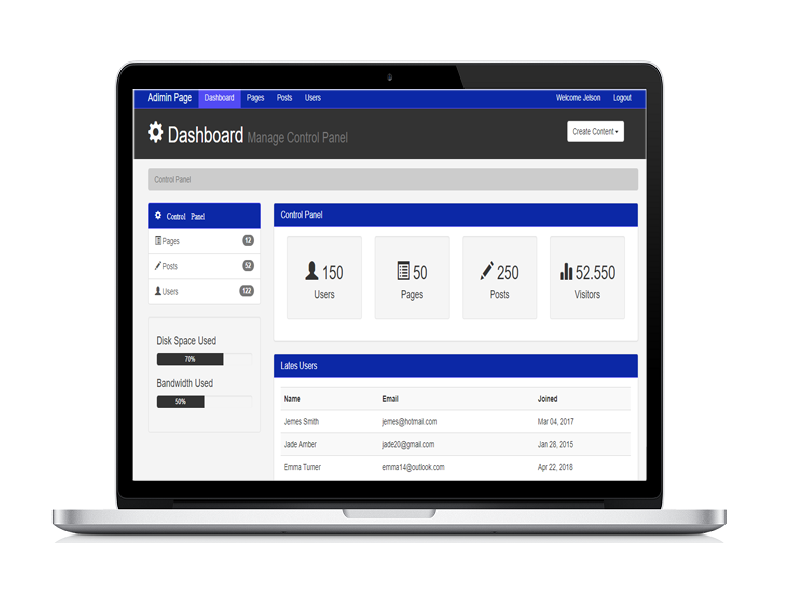 Adimin Page Dashboard Pages Posts Users Welcome Jelson Logout
Dashboard Manage Control Panel Create Content
Control Panel
Control Panel
Pages 12
Posts 52
Users 122
Disk Space Used
70%
Bandwidth Used
50%
Control Panel
150 Users
50 Pages
250 Posts
52.550 Visitors
Lates Users
Name Email Joined
Jemes Smith jemes@hotmail.com Mar 04, 2017
Jade Amber jade20@gmail.com Jan 28, 2015
Emma Turner emma14@outlook.com Apr 22, 2018